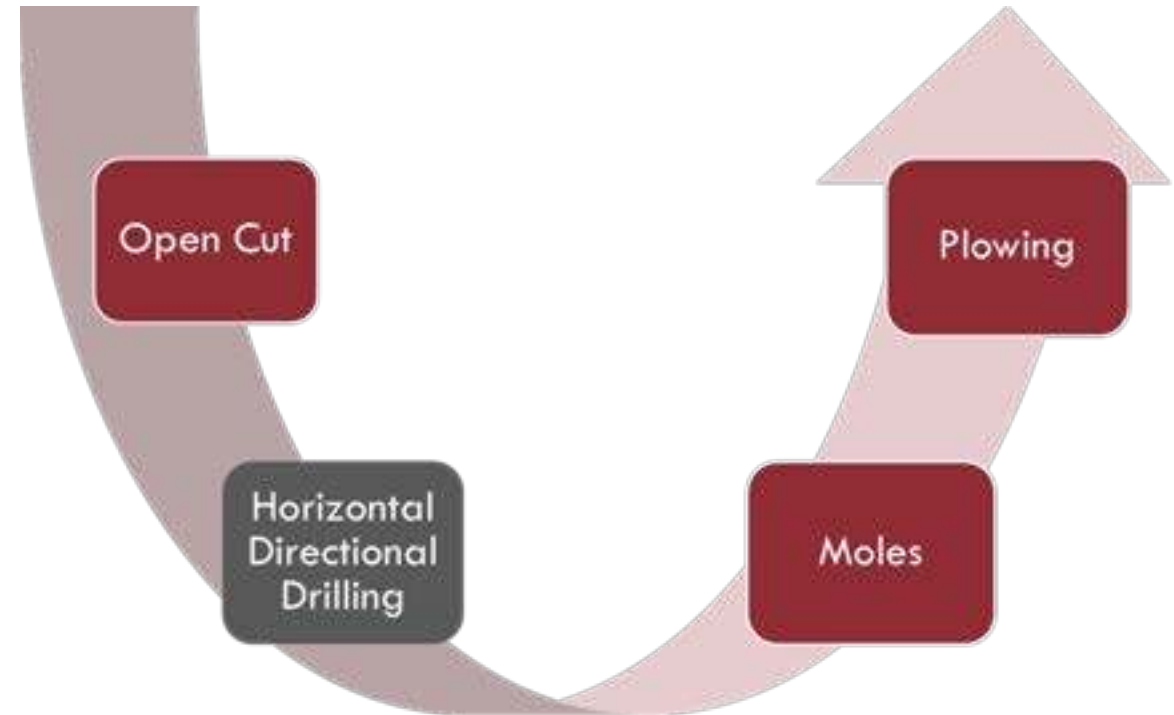 Open Cut
Horizontal
Directional
Drilling
Moles
Plowing